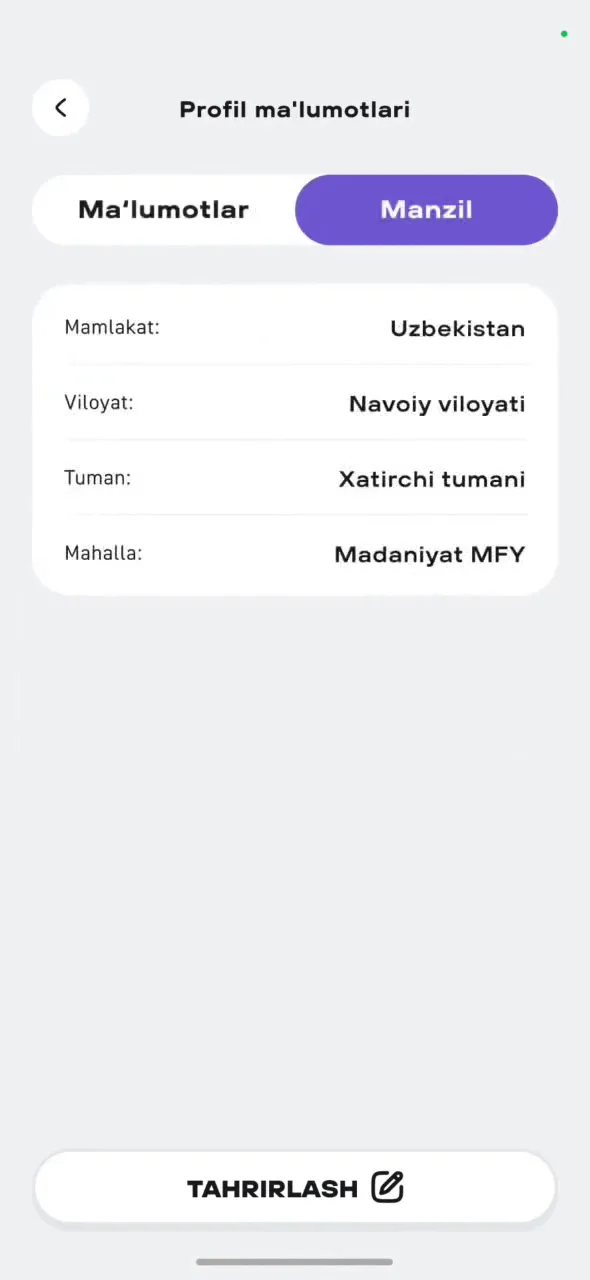 Profil ma'lumotlari
Ma‘lumotlar Manzil
Mamlakat: Uzbekistan
Viloyat: Navoiy viloyati
Tuman: Xatirchi tumani
Mahalla: Madaniyat MFY
TAHRIRLASH